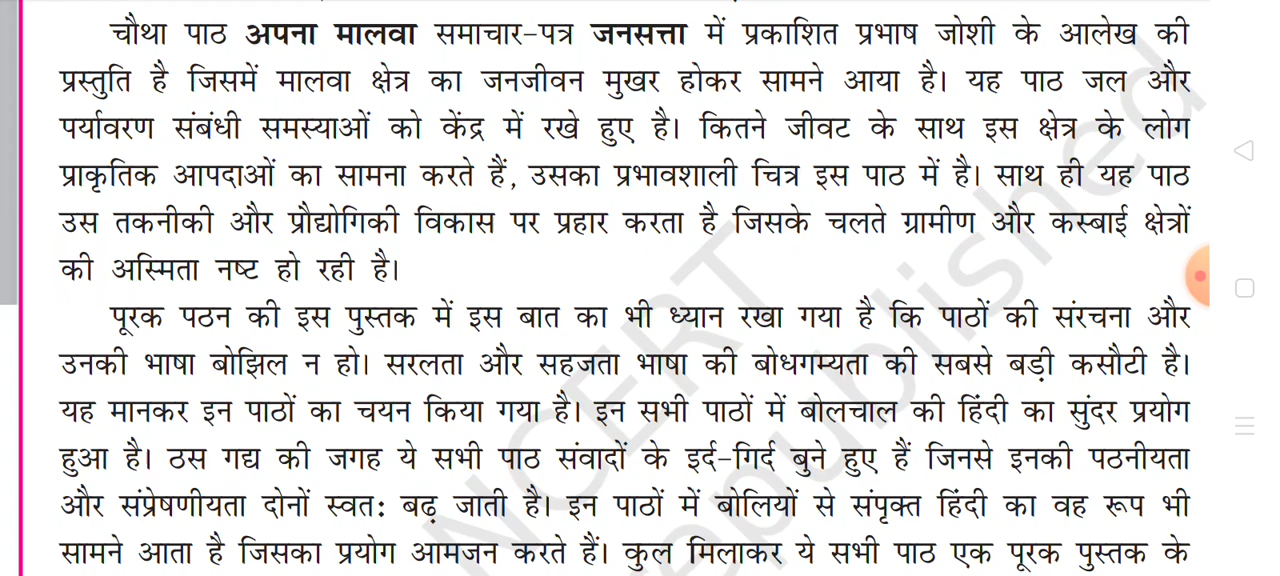 चौथा पाठ अपना मालवा समाचार-पत्र जनसत्ता में प्रकाशित प्रभाष जोशी के आलेख की
प्रस्तुति है जिसमें मालवा क्षेत्र का जनजीवन मुखर होकर सामने आया है। यह पाठ जल और
पर्यावरण संबंधी समस्याओं को केंद्र में रखे हुए है। कितने जीवट के साथ इस क्षेत्र के लोग
प्राकृतिक आपदाओं का सामना करते हैं, उसका प्रभावशाली चित्र इस पाठ में है। साथ ही यह पाठ
उस तकनीकी और प्रौद्योगिकी विकास पर प्रहार करता है जिसके चलते ग्रामीण और कस्बाई क्षेत्रों
की अस्मिता नष्ट हो रही है।
पूरक पठन की इस पुस्तक में इस बात का भी ध्यान रखा गया है कि पाठों की संरचना और
उनकी भाषा बोझिल न हो। सरलता और सहजता भाषा की बोधगम्यता की सबसे बड़ी कसौटी है।
यह मानकर इन पाठों का चयन किया गया है। इन सभी पाठों में बोलचाल की हिंदी का सुंदर प्रयोग
हुआ है। ठस गद्य की जगह ये सभी पाठ संवादों के इर्द-गिर्द बुने हुए हैं जिनसे इनकी पठनीयता
और संप्रेषणीयता दोनों स्वत: बढ़ जाती है। इन पाठों में बोलियों से संपृक्त हिंदी का वह रूप भी
सामने आता है जिसका प्रयोग आमजन करते हैं। कुल मिलाकर ये सभी पाठ एक पूरक पुस्तक के
NCERT
republished